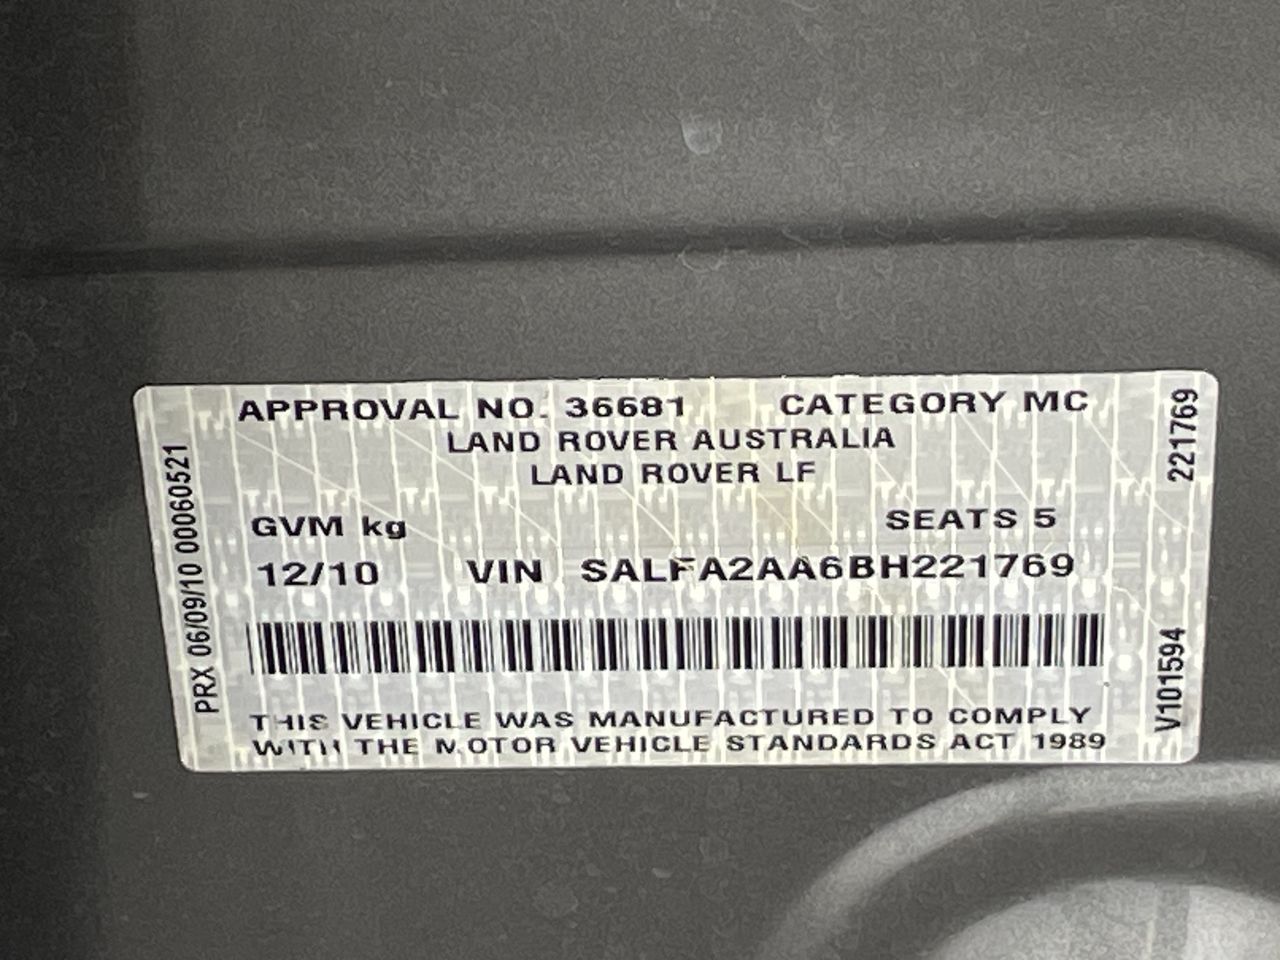 APPROVAL NO. 36681 CATEGORY MC
LAND ROVER AUSTRALIA
LAND ROVER LF
GVM kg SEATS 5
12/10 VIN SALFA2AA6BH221769
THIS VEHICLE WAS MANUFACTURED TO COMPLY
WITH THE MOTOR VEHICLE STANDARDS ACT 1989
PRX 06/09/10 00060521
221769
V101594